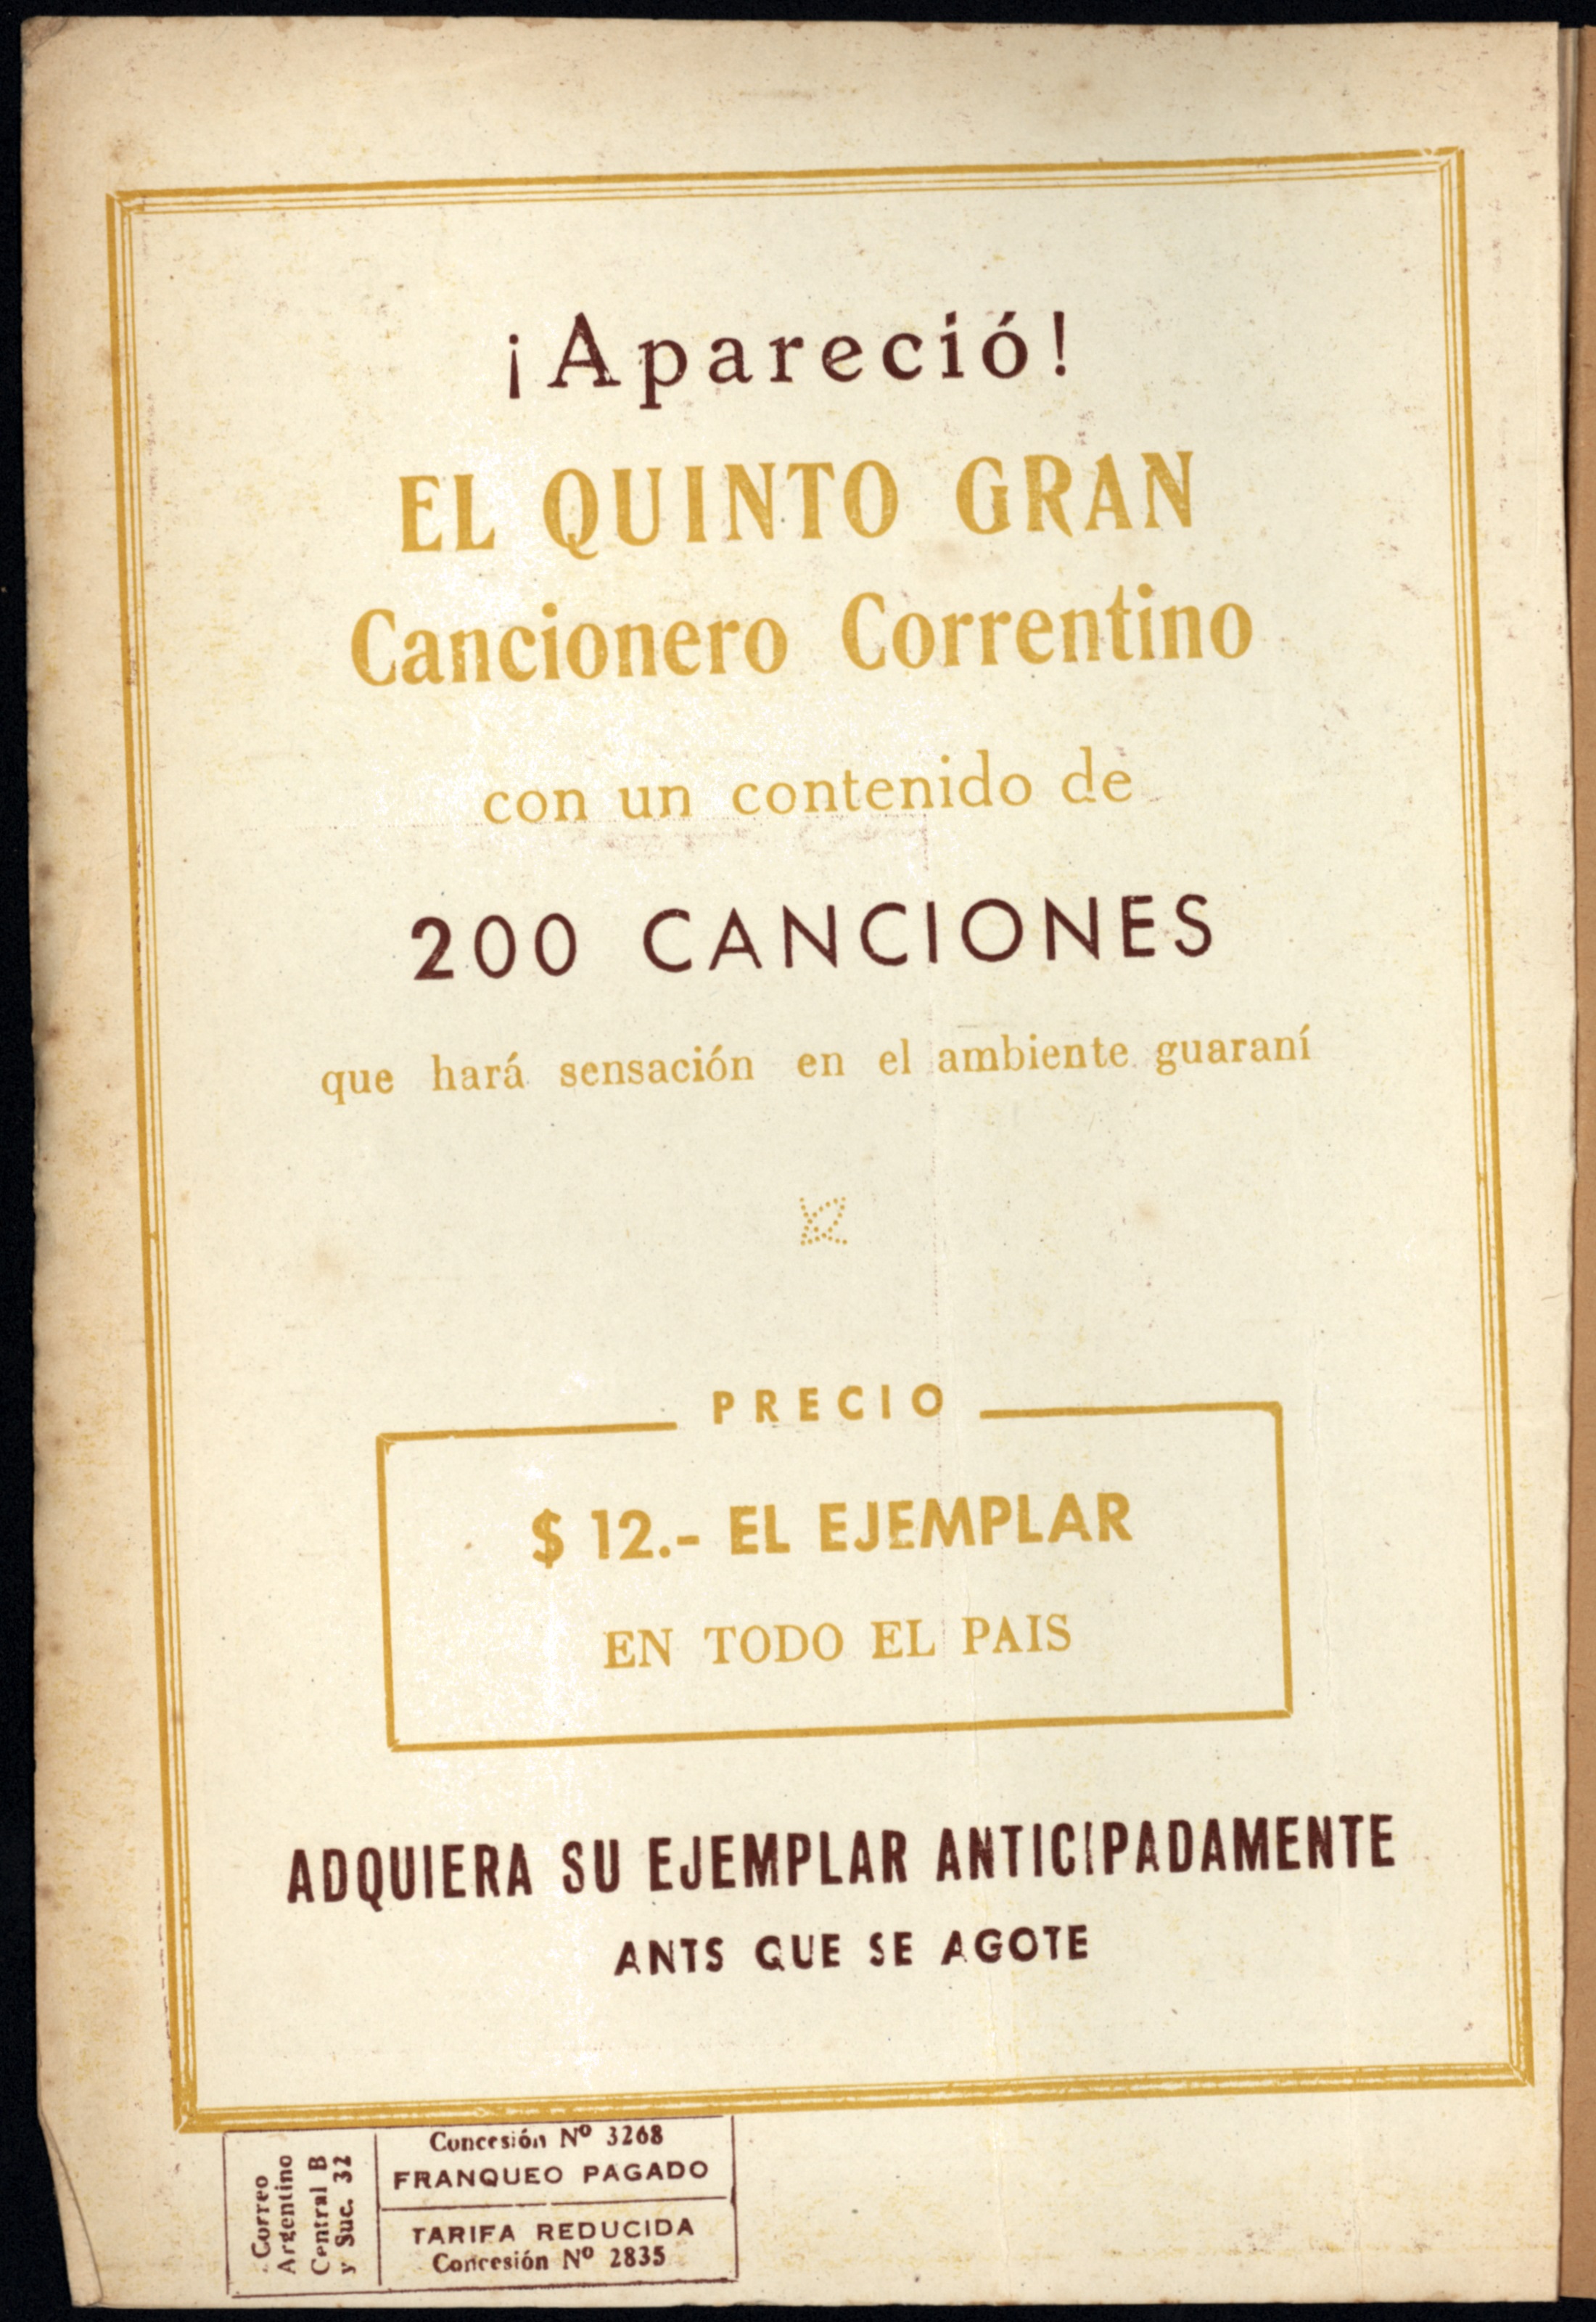 ¡Apareció!
EL QUINTO GRAN
Cancionero Correntino
con un contenido de
200 CANCIONES
que hará sensación en el ambiente guaraní
PRECIO
$ 12.- EL EJEMPLAR
EN TODO EL PAIS
ADQUIERA SU EJEMPLAR ANTICIPADAMENTE
ANTS QUE SE AGOTE
Correo
Argentino
Central B
y Suc. 32
Concesión Nº 3268
FRANQUEO PAGADO
TARIFA REDUCIDA
Concesión Nº 2835